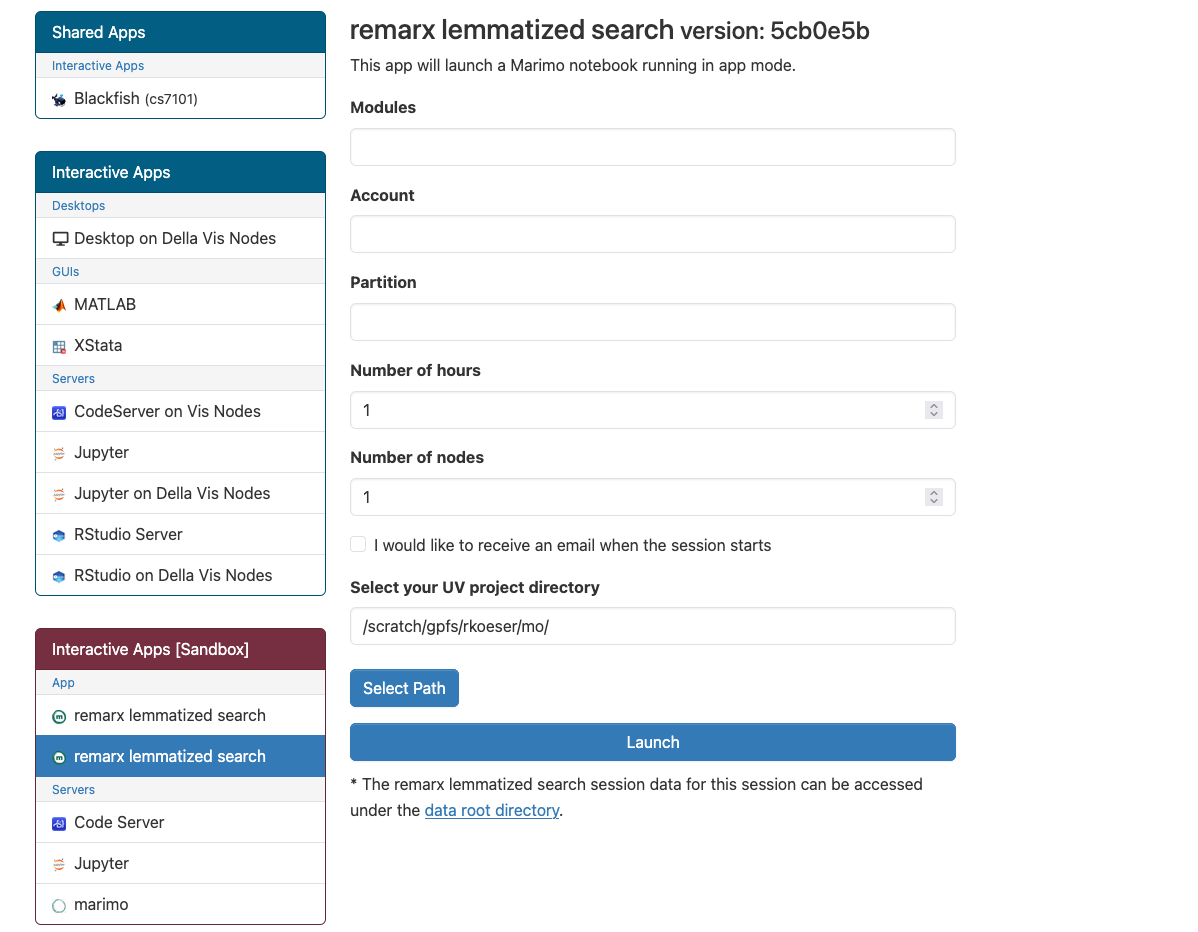 Shared Apps
Interactive Apps
Blackfish (cs7101)
Interactive Apps
Desktops
Desktop on Della Vis Nodes
GUIs
MATLAB
XStata
Servers
CodeServer on Vis Nodes
Jupyter
Jupyter on Della Vis Nodes
RStudio Server
RStudio on Della Vis Nodes
Interactive Apps [Sandbox]
App
remarx lemmatized search
remarx lemmatized search
Servers
Code Server
Jupyter
marimo
remarx lemmatized search version: 5cb0e5b
This app will launch a Marimo notebook running in app mode.
Modules
Account
Partition
Number of hours
1
Number of nodes
1
I would like to receive an email when the session starts
Select your UV project directory
/scratch/gpfs/rkoeser/mo/
Select Path
Launch
* The remarx lemmatized search session data for this session can be accessed
under the data root directory.